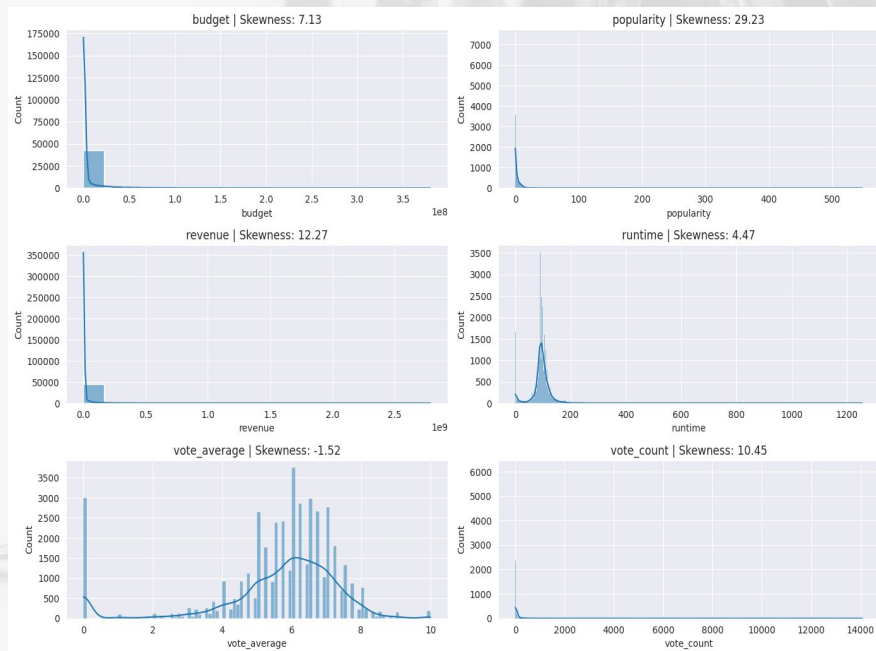 budget | Skewness: 7.13
175000
150000
125000
100000
75000
50000
25000
0
Count
0.0 0.5 1.0 1.5 2.0 2.5 3.0 3.5
1e8
budget
popularity | Skewness: 29.23
7000
6000
5000
4000
3000
2000
1000
0
Count
0 100 200 300 400 500
popularity
revenue | Skewness: 12.27
350000
300000
250000
200000
150000
100000
50000
0
Count
0.0 0.5 1.0 1.5 2.0 2.5
1e9
revenue
runtime | Skewness: 4.47
3500
3000
2500
2000
1500
1000
500
0
Count
0 200 400 600 800 1000 1200
runtime
vote_average | Skewness: -1.52
3500
3000
2500
2000
1500
1000
500
0
Count
0 2 4 6 8 10
vote_average
vote_count | Skewness: 10.45
6000
5000
4000
3000
2000
1000
0
Count
0 2000 4000 6000 8000 10000 12000 14000
vote_count